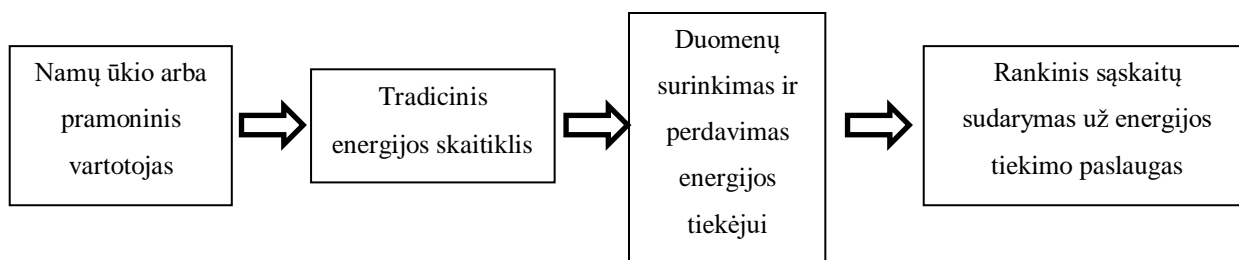 Namų ūkio arba
pramoninis
vartotojas
Tradicinis
energijos skaitiklis
Duomenų
surinkimas ir
perdavimas
energijos
tiekėjui
Rankinis sąskaitų
sudarymas už energijos
tiekimo paslaugas